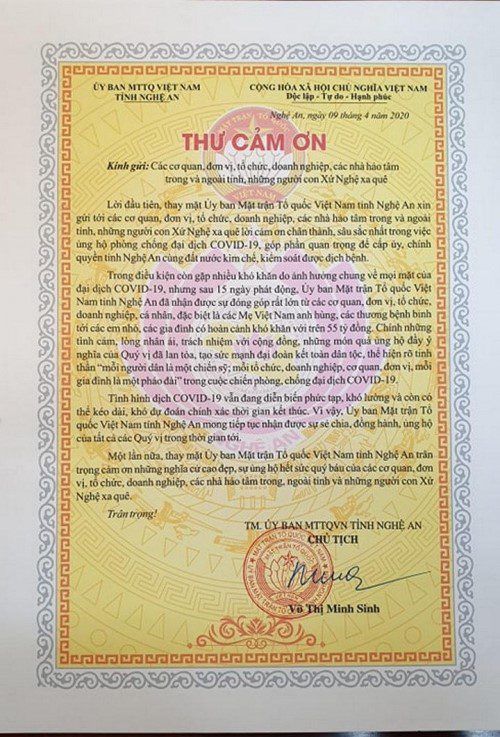 ỦY BAN MTTQ VIỆT NAM
TỈNH NGHỆ AN
CỘNG HÒA XÃ HỘI CHỦ NGHĨA VIỆT NAM
Độc lập - Tự do - Hạnh phúc
Nghệ An, ngày 09 tháng 4 năm 2020
THƯ CẢM ƠN
Kính gửi: Các cơ quan, đơn vị, tổ chức, doanh nghiệp, các nhà hảo tâm
trong và ngoài tỉnh, những người con Xứ Nghệ xa quê
Lời đầu tiên, thay mặt Ủy ban Mặt trận Tổ quốc Việt Nam tỉnh Nghệ An xin
gửi tới các cơ quan, đơn vị, tổ chức, doanh nghiệp, các nhà hảo tâm trong và ngoài
tỉnh, những người con Xứ Nghệ xa quê lời cảm ơn chân thành, sâu sắc nhất trong việc
ủng hộ phòng chống đại dịch COVID-19, góp phần quan trọng để cấp ủy, chính
quyền tỉnh Nghệ An cùng đất nước kìm chế, kiểm soát được dịch bệnh.
Trong điều kiện còn gặp nhiều khó khăn do ảnh hưởng chung về mọi mặt của
đại dịch COVID-19, nhưng sau 15 ngày phát động, Ủy ban Mặt trận Tổ quốc Việt
Nam tỉnh Nghệ An đã nhận được sự đóng góp rất lớn từ các cơ quan, đơn vị, tổ chức,
doanh nghiệp, cá nhân, đặc biệt là các Mẹ Việt Nam anh hùng, các thương bệnh binh
tới các em nhỏ, các gia đình có hoàn cảnh khó khăn với trên 55 tỷ đồng. Chính những
tình cảm, lòng nhân ái, trách nhiệm với cộng đồng, những món quà ủng hộ đầy ý
nghĩa của Quý vị đã lan tỏa, tạo sức mạnh đại đoàn kết toàn dân tộc, thể hiện rõ tinh
thần "mỗi người dân là một chiến sỹ; mỗi tổ chức, doanh nghiệp, cơ quan, đơn vị, mỗi
gia đình là một pháo đài" trong cuộc chiến phòng, chống đại dịch COVID-19.
Tình hình dịch COVID-19 vẫn đang diễn biến phức tạp, khó lường và còn có
thể kéo dài, khó dự đoán chính xác thời gian kết thúc. Vì vậy, Ủy ban Mặt trận Tổ
quốc Việt Nam tỉnh Nghệ An mong tiếp tục nhận được sự sẻ chia, đồng hành, ủng hộ
của tất cả các Quý vị trong thời gian tới.
Một lần nữa, thay mặt Ủy ban Mặt trận Tổ quốc Việt Nam tỉnh Nghệ An trân
trọng cảm ơn những nghĩa cử cao đẹp, sự ủng hộ hết sức quý báu của các cơ quan, đơn
vị, tổ chức, doanh nghiệp, các nhà hảo tâm trong, ngoài tỉnh và những người con Xứ
Nghệ xa quê.
Trân trọng!
TM. ỦY BAN MTTQVN TỈNH NGHỆ AN
CHỦ TỊCH
Võ Thị Minh Sinh